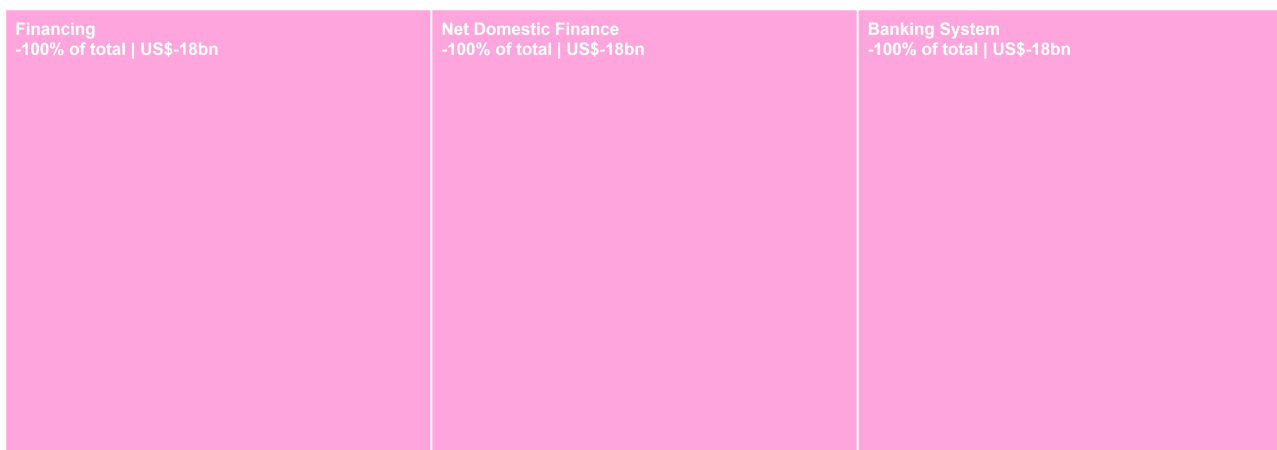 Financing
-100% of total | US$-18bn
Net Domestic Finance
-100% of total | US$-18bn
Banking System
-100% of total | US$-18bn